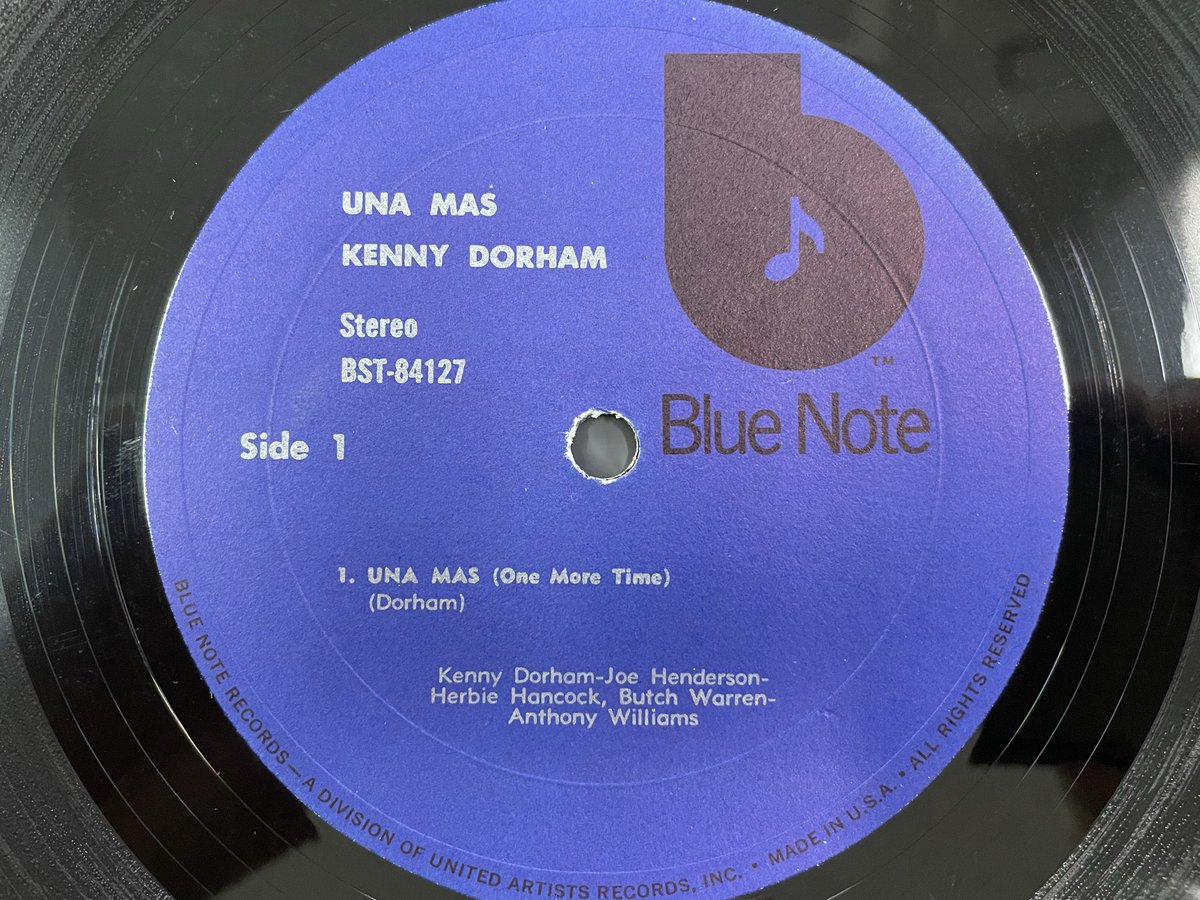 UNA MAS
KENNY DORHAM
Stereo
BST-84127
Side 1
TM
Blue Note
1. UNA MAS (One More Time)
(Dorham)
Kenny Dorham-Joe Henderson-
Herbie Hancock, Butch Warren-
Anthony Williams
BLUE NOTE RECORDS — A DIVISION OF UNITED ARTISTS RECORDS, INC. • MADE IN U.S.A. • ALL RIGHTS RESERVED